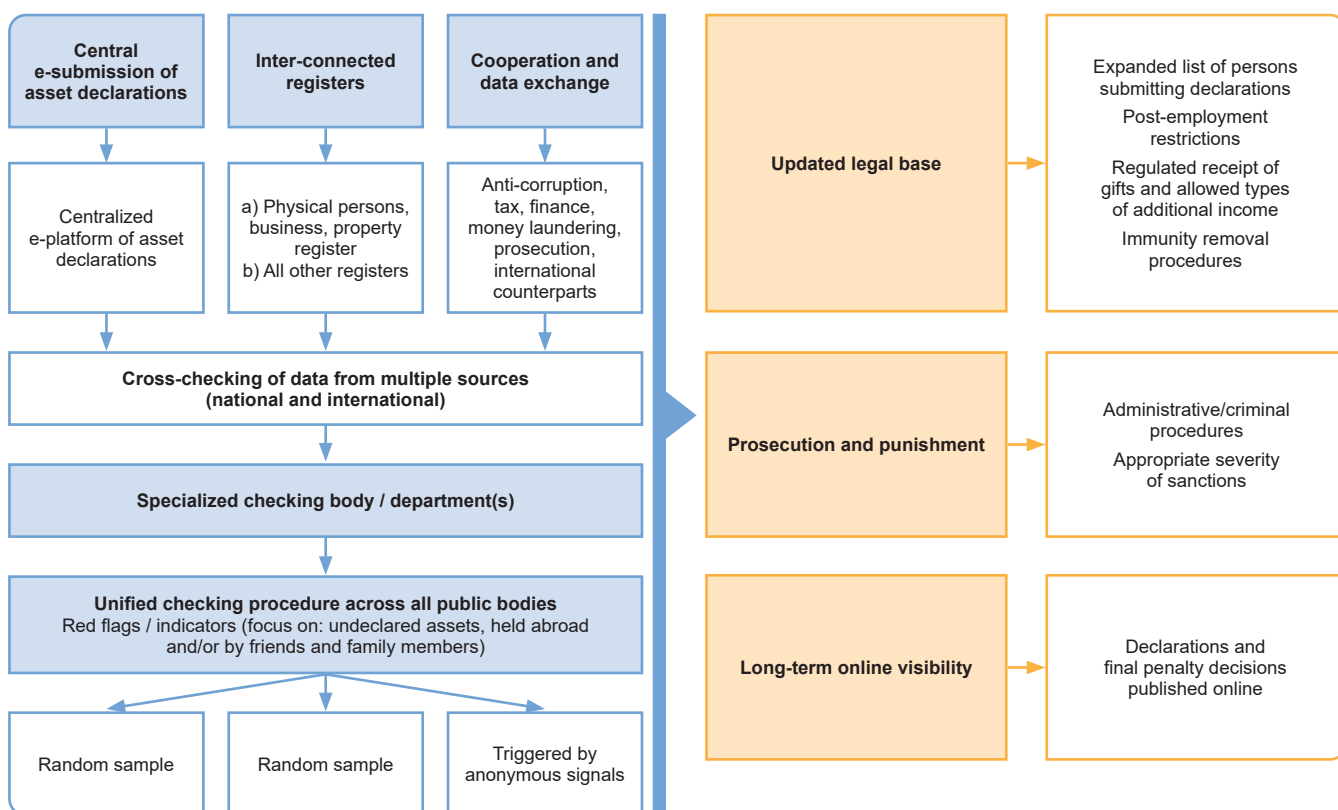 Central
e-submission of
asset declarations
Inter-connected
registers
Cooperation and
data exchange
Centralized
e-platform of asset
declarations
a) Physical persons,
business, property
register
b) All other registers
Anti-corruption,
tax, finance,
money laundering,
prosecution,
international
counterparts
Cross-checking of data from multiple sources
(national and international)
Specialized checking body / department(s)
Unified checking procedure across all public bodies
Red flags / indicators (focus on: undeclared assets, held abroad
and/or by friends and family members)
Random sample
Random sample
Triggered by
anonymous signals
Updated legal base
Expanded list of persons
submitting declarations
Post-employment
restrictions
Regulated receipt of
gifts and allowed types
of additional income
Immunity removal
procedures
Prosecution and punishment
Administrative/criminal
procedures
Appropriate severity
of sanctions
Long-term online visibility
Declarations and
final penalty decisions
published online